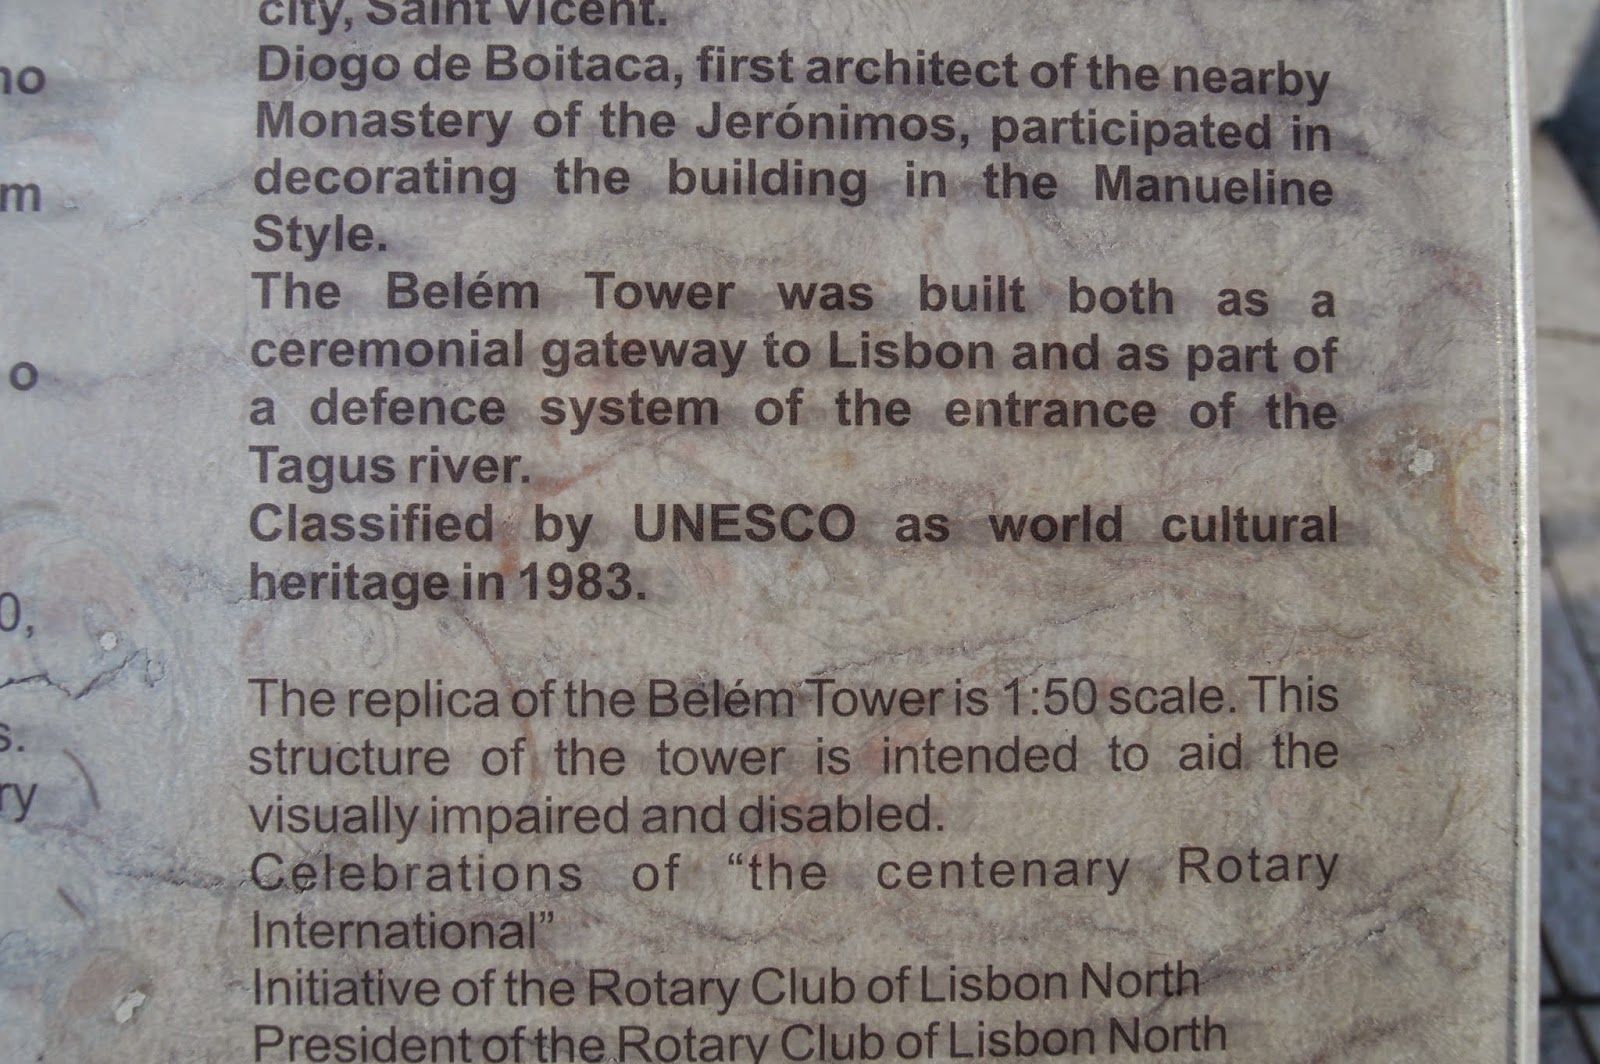 city, Saint Vicent.
Diogo de Boitaca, first architect of the nearby
Monastery of the Jerónimos, participated in
decorating the building in the Manueline
Style.
The Belém Tower was built both as a
ceremonial gateway to Lisbon and as part of
a defence system of the entrance of the
Tagus river.
Classified by UNESCO as world cultural
heritage in 1983.
The replica of the Belém Tower is 1:50 scale. This
structure of the tower is intended to aid the
visually impaired and disabled.
Celebrations of “the centenary Rotary
International”
Initiative of the Rotary Club of Lisbon North
President of the Rotary Club of Lisbon North